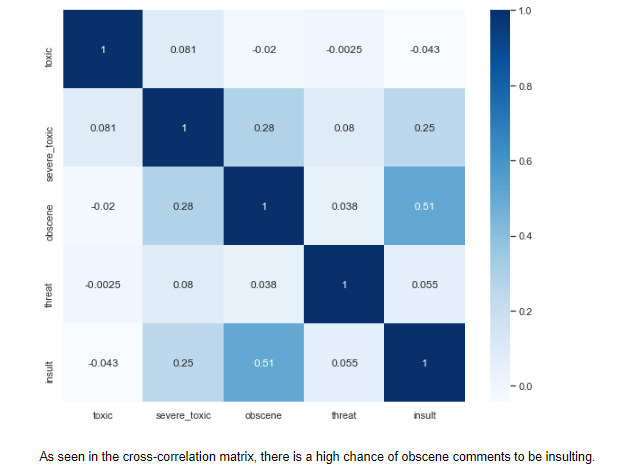 1.0
toxic 1 0.081 -0.02 -0.0025 -0.043
0.8
severe_toxic 0.081 1 0.28 0.08 0.25
0.6
obscene -0.02 0.28 1 0.038 0.51
0.4
threat -0.0025 0.08 0.038 1 0.055
0.2
insult -0.043 0.25 0.51 0.055 1
0.0
toxic severe_toxic obscene threat insult
As seen in the cross-correlation matrix, there is a high chance of obscene comments to be insulting.